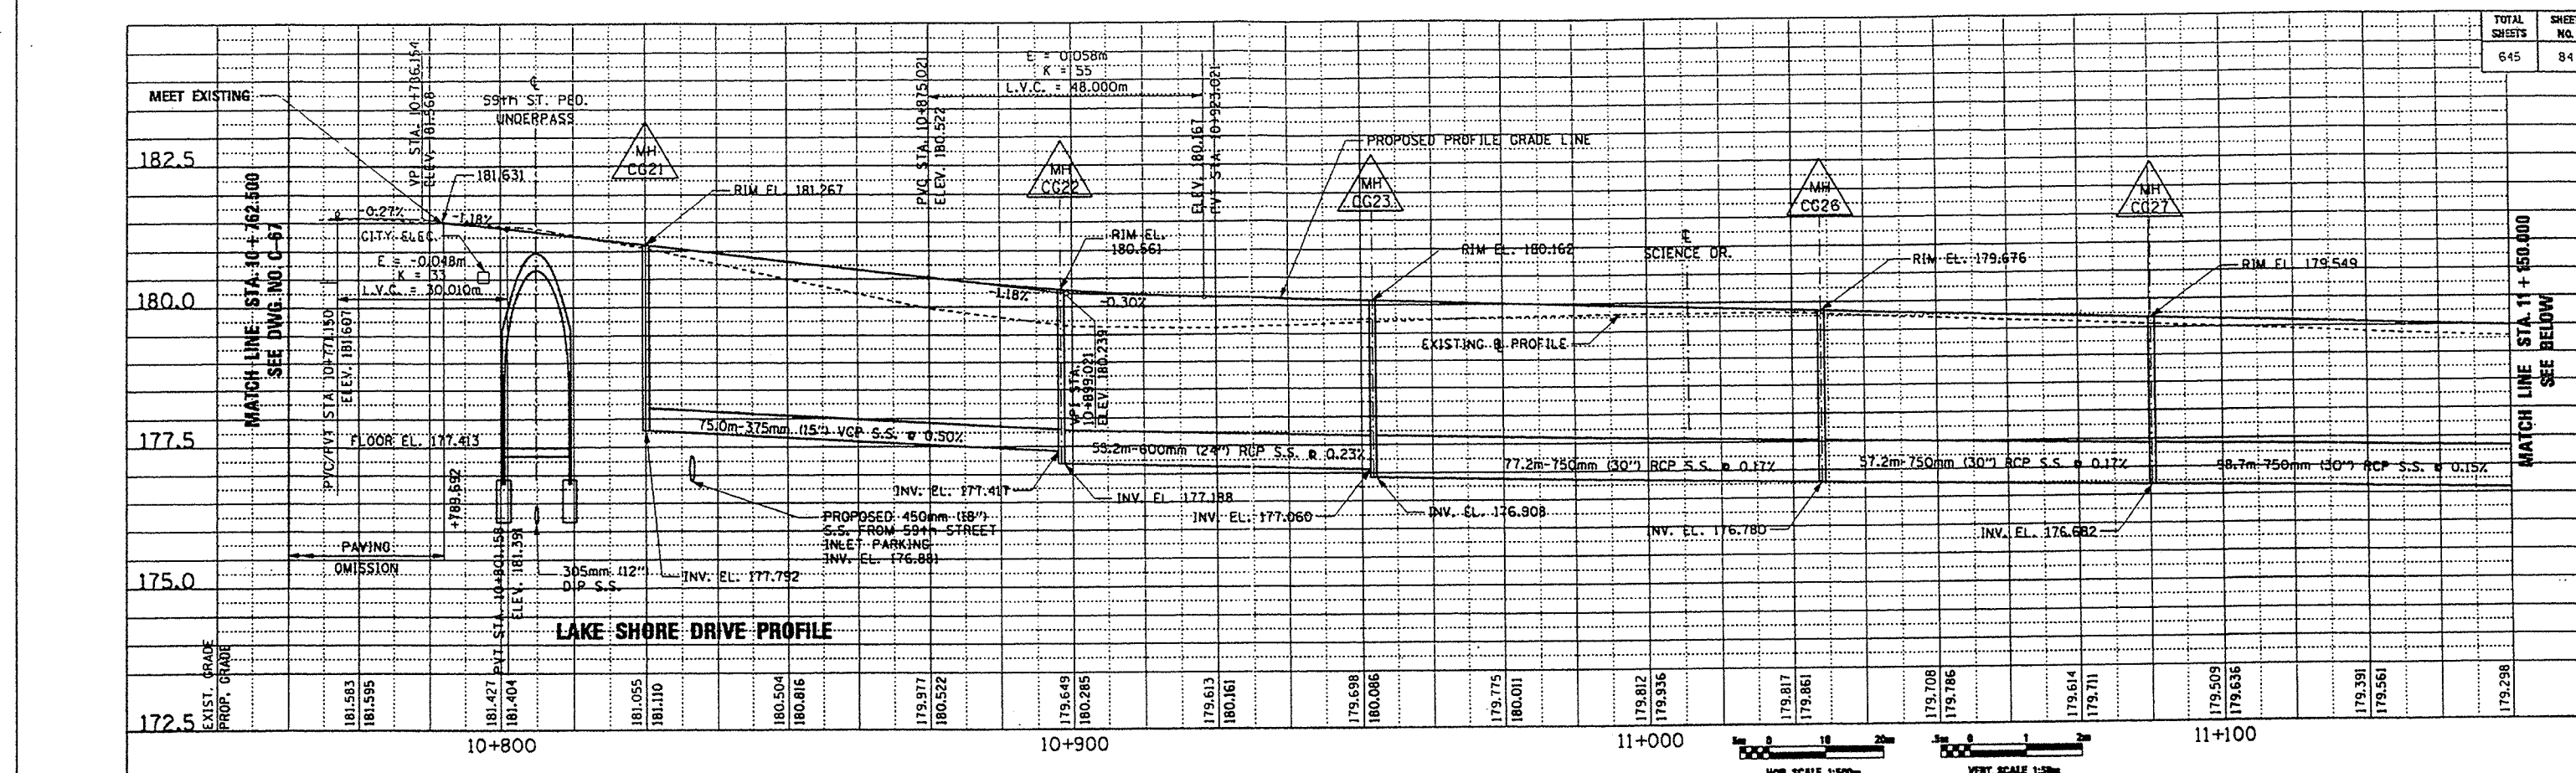 TOTAL SHEETS
SHEET NO.
645
84
MEET EXISTING
VPI STA. 10+786.154
ELEV. 181.568
℄
59th ST. PED.
UNDERPASS
181.631
MH
CG21
RIM EL. 181.267
PVC STA. 10+875.021
ELEV. 180.522
E = 0.058m
K = 55
L.V.C. = 48.000m
ELEV. 180.167
PVT STA. 10+923.021
MH
CG22
RIM EL.
180.561
PROPOSED PROFILE GRADE LINE
MH
CG23
RIM EL. 180.162
℄
SCIENCE DR.
MH
CG26
RIM EL. 179.676
MH
CG27
RIM EL. 179.549
182.5
180.0
177.5
175.0
172.5
MATCH LINE STA. 10+762.500
SEE DWG. NO. C-67
-0.27%
-1.18%
CITY ELEC.
E = -0.048m
K = 33
L.V.C. = 30.010m
PVC/PVT STA. 10+771.150
ELEV. 181.607
-1.18%
-0.30%
VPI STA.
10+899.021
ELEV. 180.239
EXISTING ℄ PROFILE
MATCH LINE STA. 11+150.000
SEE BELOW
FLOOR EL. 177.413
75.0m-375mm (15") VCP S.S. @ 0.50%
55.2m-600mm (24") RCP S.S. @ 0.23%
77.2m-750mm (30") RCP S.S. @ 0.17%
57.2m-750mm (30") RCP S.S. @ 0.17%
98.7m-750mm (30") RCP S.S. @ 0.15%
+789.692
INV. EL. 177.417
INV. EL. 177.188
INV. EL. 177.060
INV. EL. 176.908
INV. EL. 176.780
INV. EL. 176.682
PROPOSED 450mm (18")
S.S. FROM 59th STREET
INLET PARKING
INV. EL. 176.881
PAVING
OMISSION
PVT STA. 10+801.158
ELEV. 181.391
305mm (12")
DIP S.S.
INV. EL. 177.792
LAKE SHORE DRIVE PROFILE
EXIST. GRADE
PROP. GRADE
181.583
181.595
181.427
181.404
181.055
181.110
180.504
180.816
179.977
180.522
179.649
180.285
179.613
180.161
179.698
180.086
179.775
180.011
179.812
179.936
179.817
179.861
179.708
179.786
179.614
179.711
179.509
179.636
179.391
179.561
179.298
10+800
10+900
11+000
11+100
5m 0 10 20m
HOR SCALE 1:500m
.5m 0 1 2m
VERT SCALE 1:50m